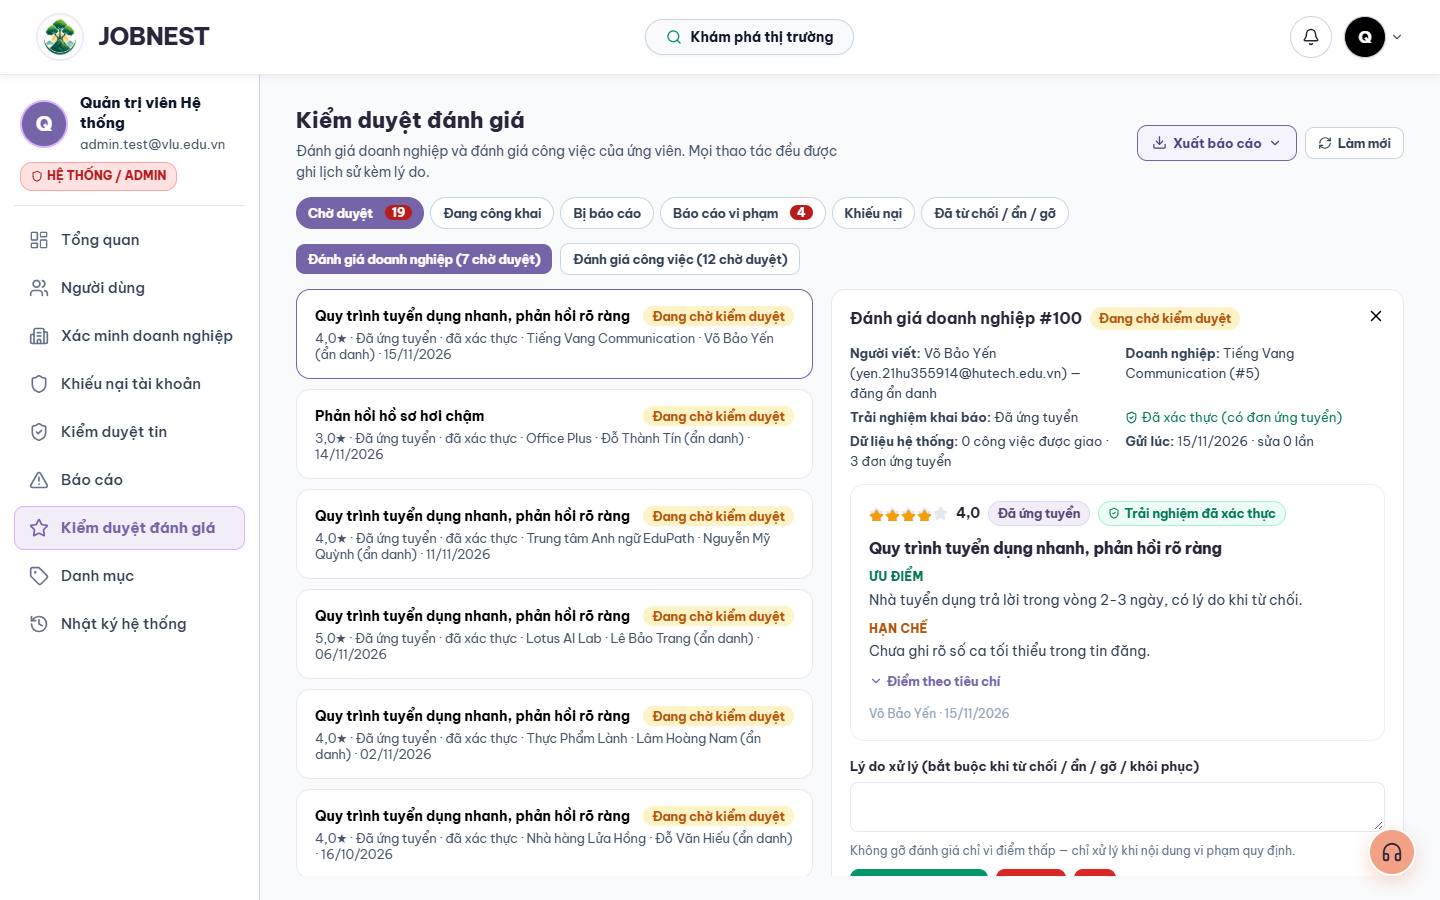 JOBNEST
Khám phá thị trường
Q
Q
Quản trị viên Hệ
thống
admin.test@vlu.edu.vn
HỆ THỐNG / ADMIN
Tổng quan
Người dùng
Xác minh doanh nghiệp
Khiếu nại tài khoản
Kiểm duyệt tin
Báo cáo
Kiểm duyệt đánh giá
Danh mục
Nhật ký hệ thống
Kiểm duyệt đánh giá
Đánh giá doanh nghiệp và đánh giá công việc của ứng viên. Mọi thao tác đều được
ghi lịch sử kèm lý do.
Xuất báo cáo
Làm mới
Chờ duyệt 19
Đang công khai
Bị báo cáo
Báo cáo vi phạm 4
Khiếu nại
Đã từ chối / ẩn / gỡ
Đánh giá doanh nghiệp (7 chờ duyệt)
Đánh giá công việc (12 chờ duyệt)
Quy trình tuyển dụng nhanh, phản hồi rõ ràng Đang chờ kiểm duyệt
4,0★ · Đã ứng tuyển · đã xác thực · Tiếng Vang Communication · Võ Bảo Yến
(ẩn danh) · 15/11/2026
Phản hồi hồ sơ hơi chậm Đang chờ kiểm duyệt
3,0★ · Đã ứng tuyển · đã xác thực · Office Plus · Đỗ Thành Tín (ẩn danh) ·
14/11/2026
Quy trình tuyển dụng nhanh, phản hồi rõ ràng Đang chờ kiểm duyệt
4,0★ · Đã ứng tuyển · đã xác thực · Trung tâm Anh ngữ EduPath · Nguyễn Mỹ
Quỳnh (ẩn danh) · 11/11/2026
Quy trình tuyển dụng nhanh, phản hồi rõ ràng Đang chờ kiểm duyệt
5,0★ · Đã ứng tuyển · đã xác thực · Lotus AI Lab · Lê Bảo Trang (ẩn danh) ·
06/11/2026
Quy trình tuyển dụng nhanh, phản hồi rõ ràng Đang chờ kiểm duyệt
4,0★ · Đã ứng tuyển · đã xác thực · Thực Phẩm Lành · Lâm Hoàng Nam (ẩn
danh) · 02/11/2026
Quy trình tuyển dụng nhanh, phản hồi rõ ràng Đang chờ kiểm duyệt
4,0★ · Đã ứng tuyển · đã xác thực · Nhà hàng Lửa Hồng · Đỗ Văn Hiếu (ẩn danh)
· 16/10/2026
Đánh giá doanh nghiệp #100 Đang chờ kiểm duyệt
Người viết: Võ Bảo Yến
(yen.21hu355914@hutech.edu.vn) —
đăng ẩn danh
Doanh nghiệp: Tiếng Vang
Communication (#5)
Trải nghiệm khai báo: Đã ứng tuyển
Đã xác thực (có đơn ứng tuyển)
Dữ liệu hệ thống: 0 công việc được giao ·
3 đơn ứng tuyển
Gửi lúc: 15/11/2026 · sửa 0 lần
4,0 Đã ứng tuyển Trải nghiệm đã xác thực
Quy trình tuyển dụng nhanh, phản hồi rõ ràng
ƯU ĐIỂM
Nhà tuyển dụng trả lời trong vòng 2-3 ngày, có lý do khi từ chối.
HẠN CHẾ
Chưa ghi rõ số ca tối thiểu trong tin đăng.
Điểm theo tiêu chí
Võ Bảo Yến · 15/11/2026
Lý do xử lý (bắt buộc khi từ chối / ẩn / gỡ / khôi phục)
Không gỡ đánh giá chỉ vì điểm thấp — chỉ xử lý khi nội dung vi phạm quy định.